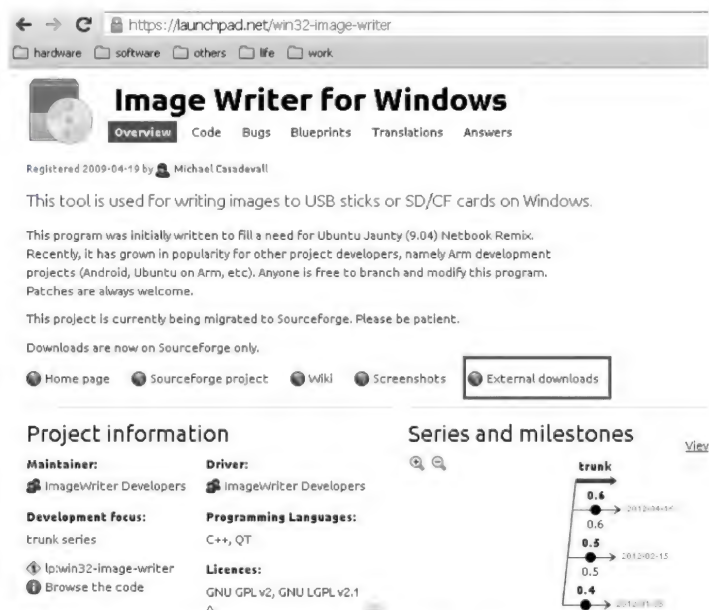 https://launchpad.net/win32-image-writer
hardware software others life work
Image Writer for Windows
Overview Code Bugs Blueprints Translations Answers
Registered 2009-04-19 by Michael Casadevall
This tool is used for writing images to USB sticks or SD/CF cards on Windows.
This program was initially written to fill a need for Ubuntu Jaunty (9.04) Netbook Remix.
Recently, it has grown in popularity for other project developers, namely Arm development
projects (Android, Ubuntu on Arm, etc). Anyone is free to branch and modify this program.
Patches are always welcome.
This project is currently being migrated to Sourceforge. Please be patient.
Downloads are now on Sourceforge only.
Home page Sourceforge project Wiki Screenshots External downloads
Project information
Maintainer:
ImageWriter Developers
Driver:
ImageWriter Developers
Development focus:
trunk series
Programming Languages:
C++, QT
lp:win32-image-writer
Browse the code
Licences:
GNU GPL v2, GNU LGPL v2.1
Series and milestones
View
trunk
0.6
0.6
0.5
2012-02-15
0.5
0.4